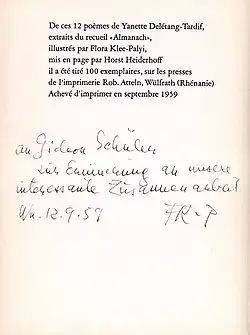 De ces 12 poèmes de Yanette Delétang-Tardif,
extraits du recueil «Almanach»,
illustrés par Flora Klee-Palyi,
mis en page par Horst Heiderhoff
il a été tiré 100 exemplaires, sur les presses
de l'imprimerie Rob. Atteln, Wülfrath (Rhénanie)
Achevé d'imprimer en septembre 1959
an Gideon Schüler
zur Erinnerung an unsere
interessante Zusammenarbeit
12.9.59 FK-P